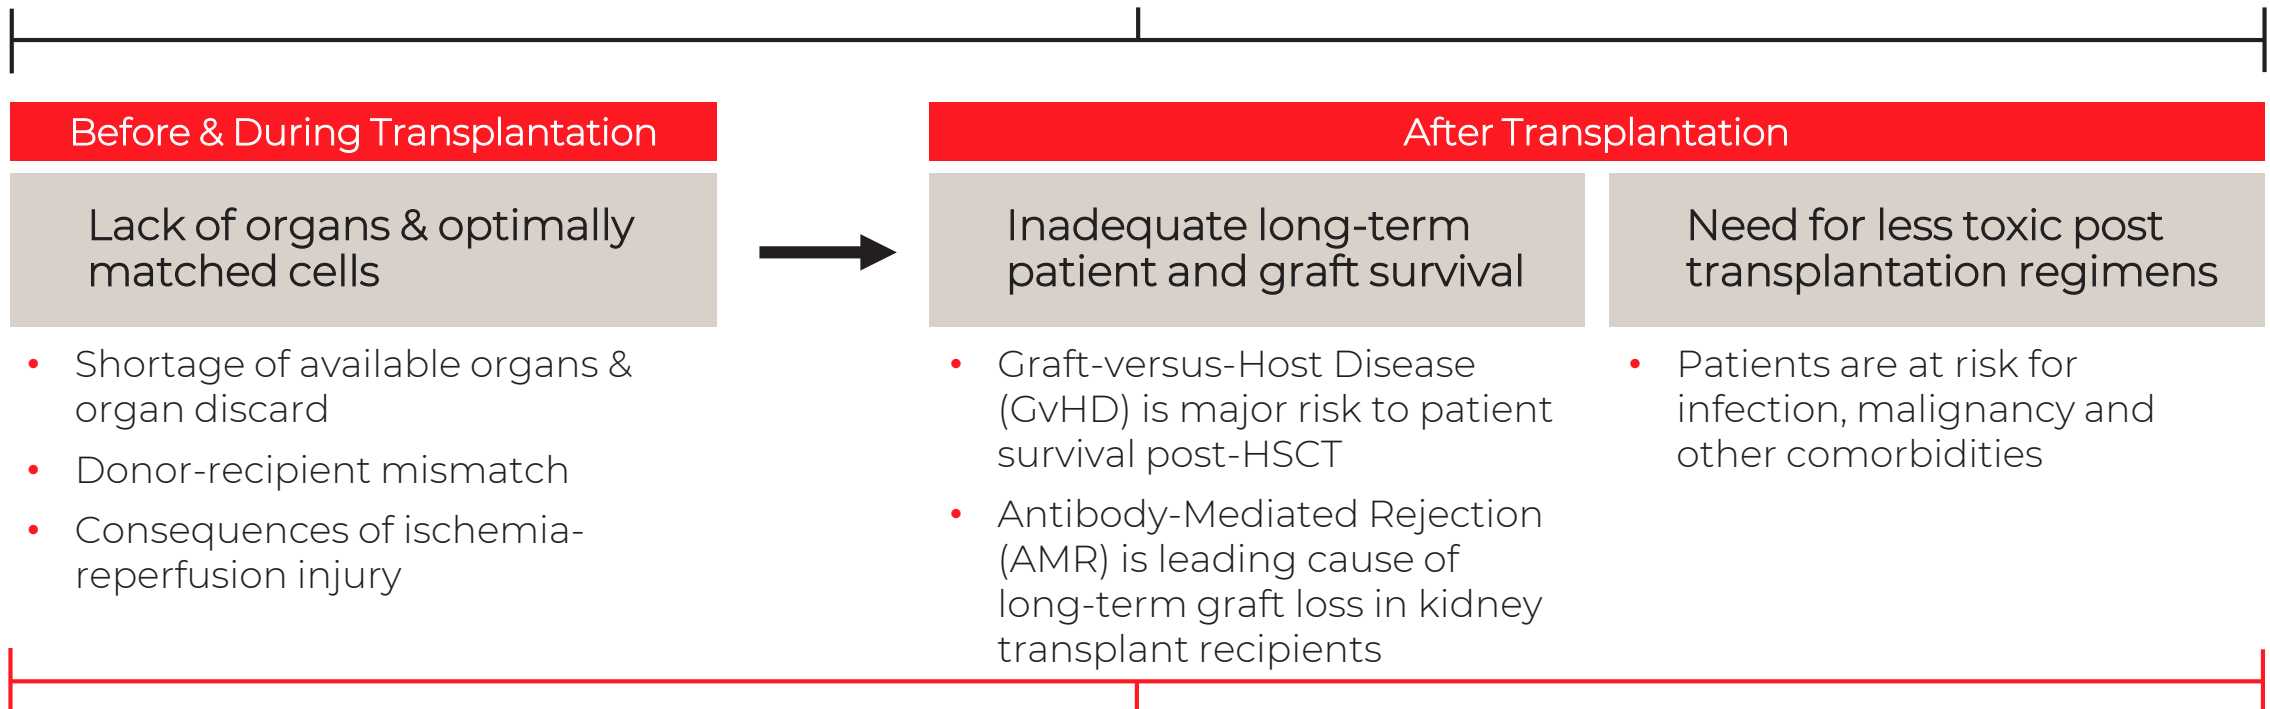 Before & During Transplantation
Lack of organs & optimally
matched cells
• Shortage of available organs &
organ discard
• Donor-recipient mismatch
• Consequences of ischemia-
reperfusion injury
After Transplantation
Inadequate long-term
patient and graft survival
• Graft-versus-Host Disease
(GvHD) is major risk to patient
survival post-HSCT
• Antibody-Mediated Rejection
(AMR) is leading cause of
long-term graft loss in kidney
transplant recipients
Need for less toxic post
transplantation regimens
• Patients are at risk for
infection, malignancy and
other comorbidities